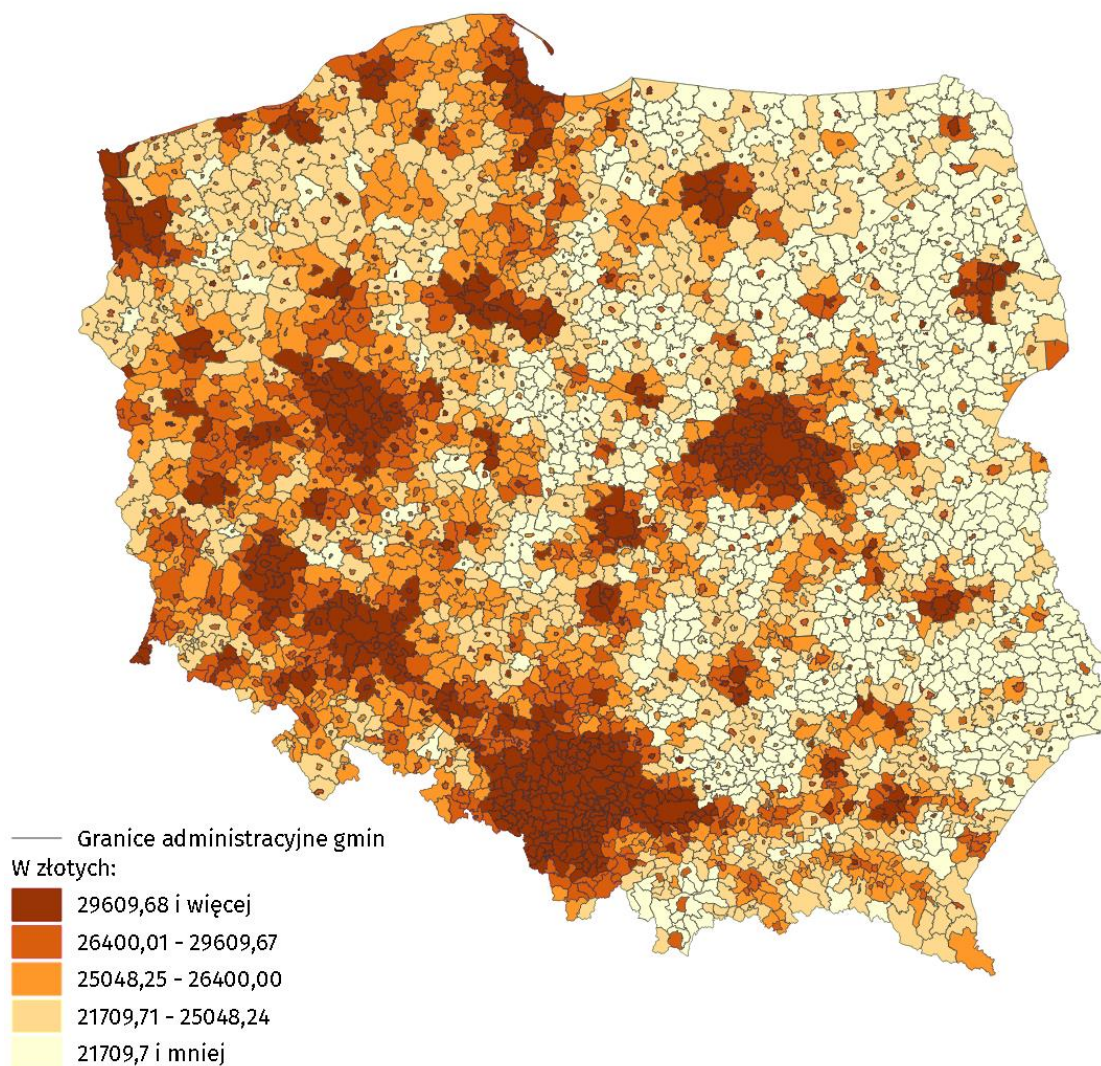 Granice administracyjne gmin
W złotych:
29609,68 i więcej
26400,01 - 29609,67
25048,25 - 26400,00
21709,71 - 25048,24
21709,7 i mniej